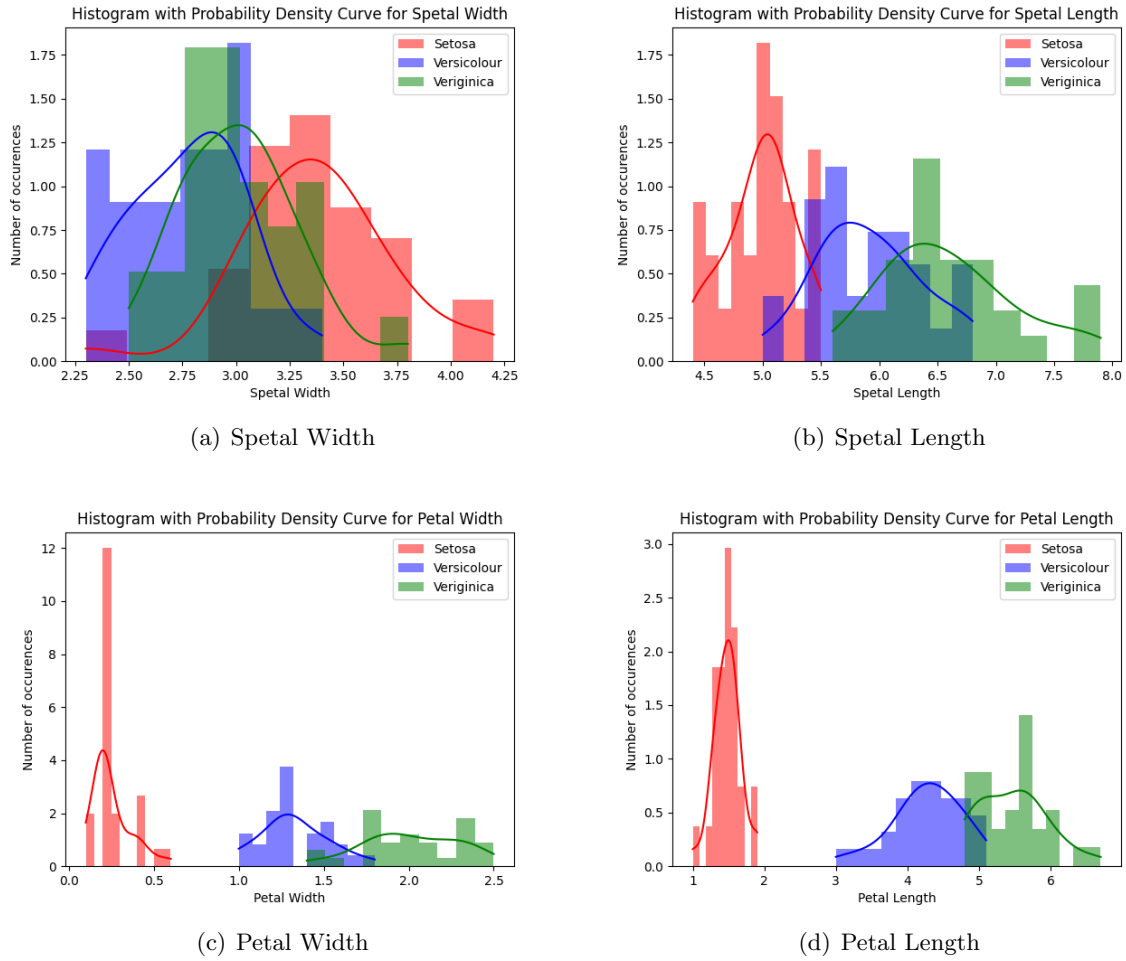 Histogram with Probability Density Curve for Spetal Width
Number of occurences
1.75
1.50
1.25
1.00
0.75
0.50
0.25
0.00
Setosa
Versicolour
Veriginica
2.25 2.50 2.75 3.00 3.25 3.50 3.75 4.00 4.25
Spetal Width
(a) Spetal Width
Histogram with Probability Density Curve for Spetal Length
Number of occurences
1.75
1.50
1.25
1.00
0.75
0.50
0.25
0.00
Setosa
Versicolour
Veriginica
4.5 5.0 5.5 6.0 6.5 7.0 7.5 8.0
Spetal Length
(b) Spetal Length
Histogram with Probability Density Curve for Petal Width
Number of occurences
12
10
8
6
4
2
0
Setosa
Versicolour
Veriginica
0.0 0.5 1.0 1.5 2.0 2.5
Petal Width
(c) Petal Width
Histogram with Probability Density Curve for Petal Length
Number of occurences
3.0
2.5
2.0
1.5
1.0
0.5
0.0
Setosa
Versicolour
Veriginica
1 2 3 4 5 6
Petal Length
(d) Petal Length